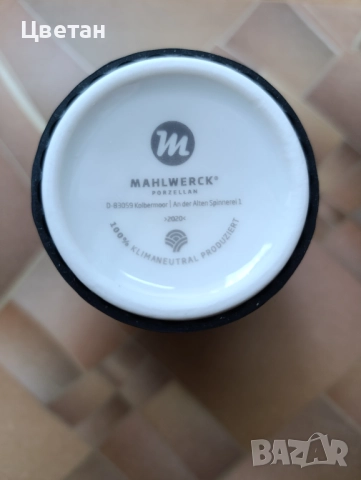 Цветан
m
MAHLWERCK®
PORZELLAN
D-83059 Kolbermoor | An der Alten Spinnerei 1
»2020«
100% KLIMANEUTRAL PRODUZIERT
BAZAR
bg